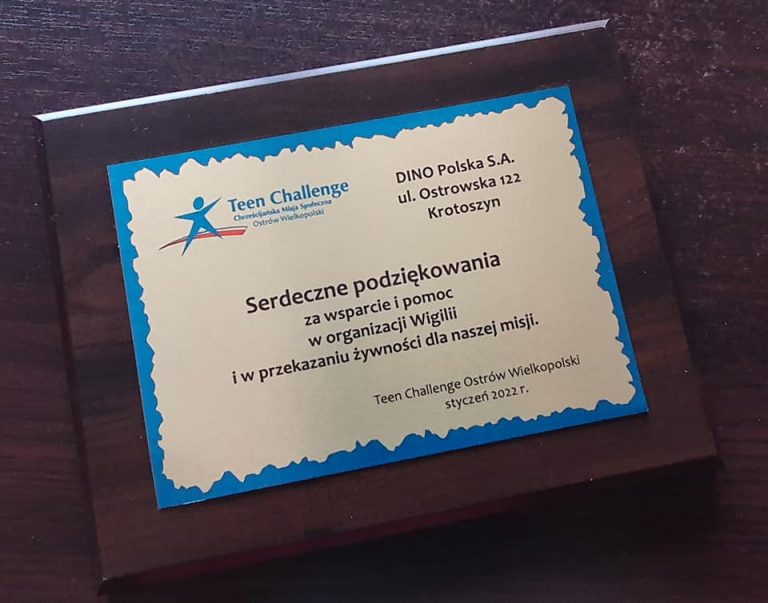 Teen Challenge
Chrześcijańska Misja Społeczna
Ostrów Wielkopolski
DINO Polska S.A.
ul. Ostrowska 122
Krotoszyn
Serdeczne podziękowania
za wsparcie i pomoc
w organizacji Wigilii
i w przekazaniu żywności dla naszej misji.
Teen Challenge Ostrów Wielkopolski
styczeń 2022 r.